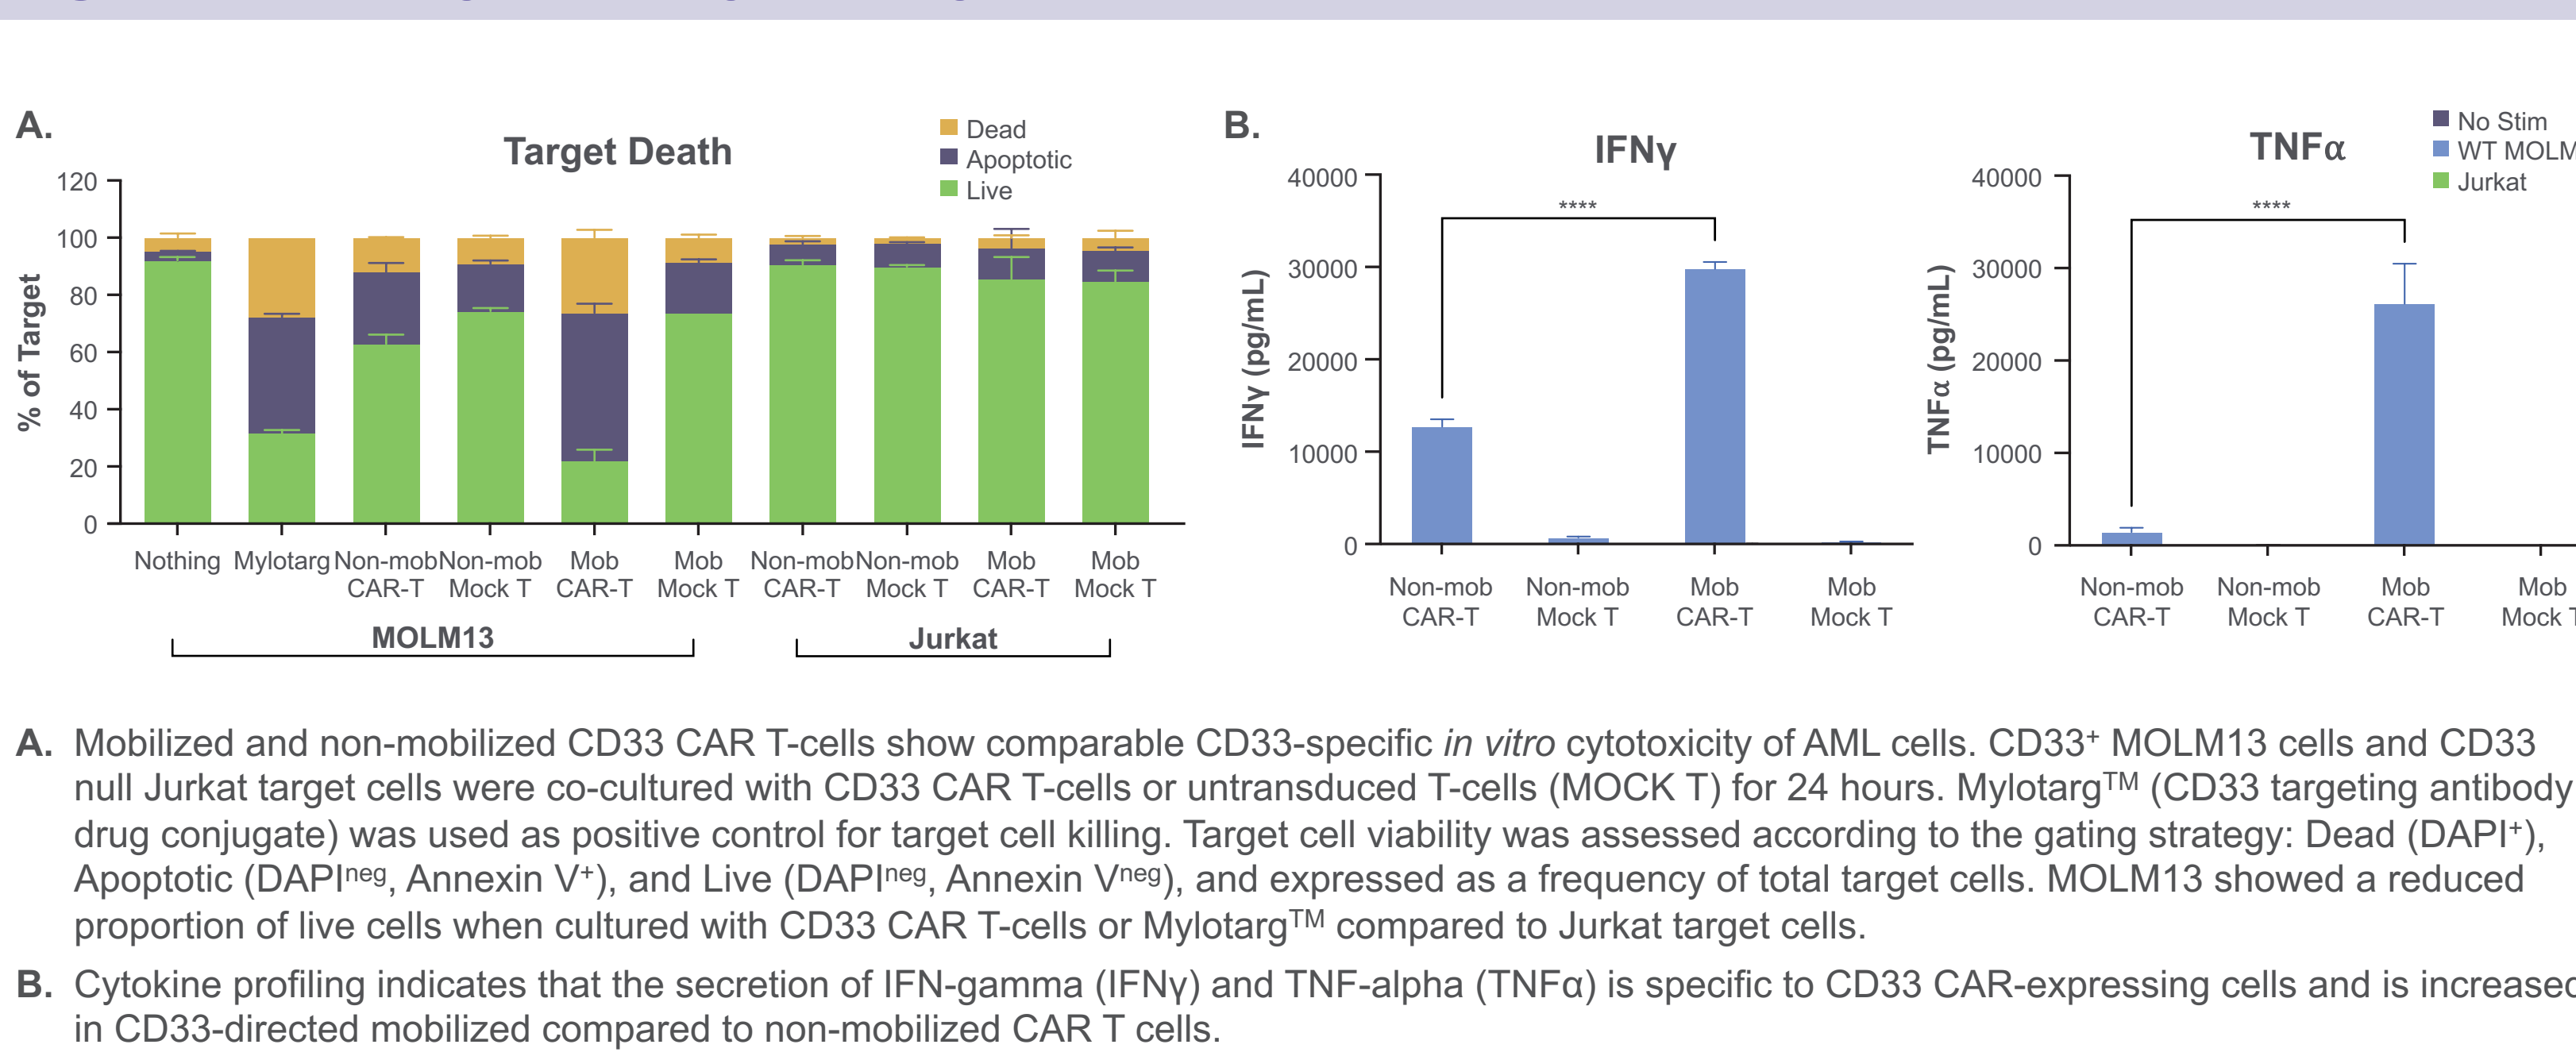 A.
Target Death
Dead
Apoptotic
Live
% of Target
120
100
80
60
40
20
0
Nothing Mylotarg Non-mob CAR-T Non-mob Mock T Mob CAR-T Mob Mock T Non-mob CAR-T Non-mob Mock T Mob CAR-T Mob Mock T
MOLM13 Jurkat
B.
IFNγ
IFNγ (pg/mL)
40000
30000
20000
10000
0
****
Non-mob CAR-T Non-mob Mock T Mob CAR-T Mob Mock T
TNFα
No Stim
WT MOLM
Jurkat
TNFα (pg/mL)
40000
30000
20000
10000
0
****
Non-mob CAR-T Non-mob Mock T Mob CAR-T Mob Mock T
A. Mobilized and non-mobilized CD33 CAR T-cells show comparable CD33-specific in vitro cytotoxicity of AML cells. CD33+ MOLM13 cells and CD33
null Jurkat target cells were co-cultured with CD33 CAR T-cells or untransduced T-cells (MOCK T) for 24 hours. Mylotarg™ (CD33 targeting antibody
drug conjugate) was used as positive control for target cell killing. Target cell viability was assessed according to the gating strategy: Dead (DAPI+),
Apoptotic (DAPIneg, Annexin V+), and Live (DAPIneg, Annexin Vneg), and expressed as a frequency of total target cells. MOLM13 showed a reduced
proportion of live cells when cultured with CD33 CAR T-cells or Mylotarg™ compared to Jurkat target cells.
B. Cytokine profiling indicates that the secretion of IFN-gamma (IFNγ) and TNF-alpha (TNFα) is specific to CD33 CAR-expressing cells and is increased
in CD33-directed mobilized compared to non-mobilized CAR T cells.